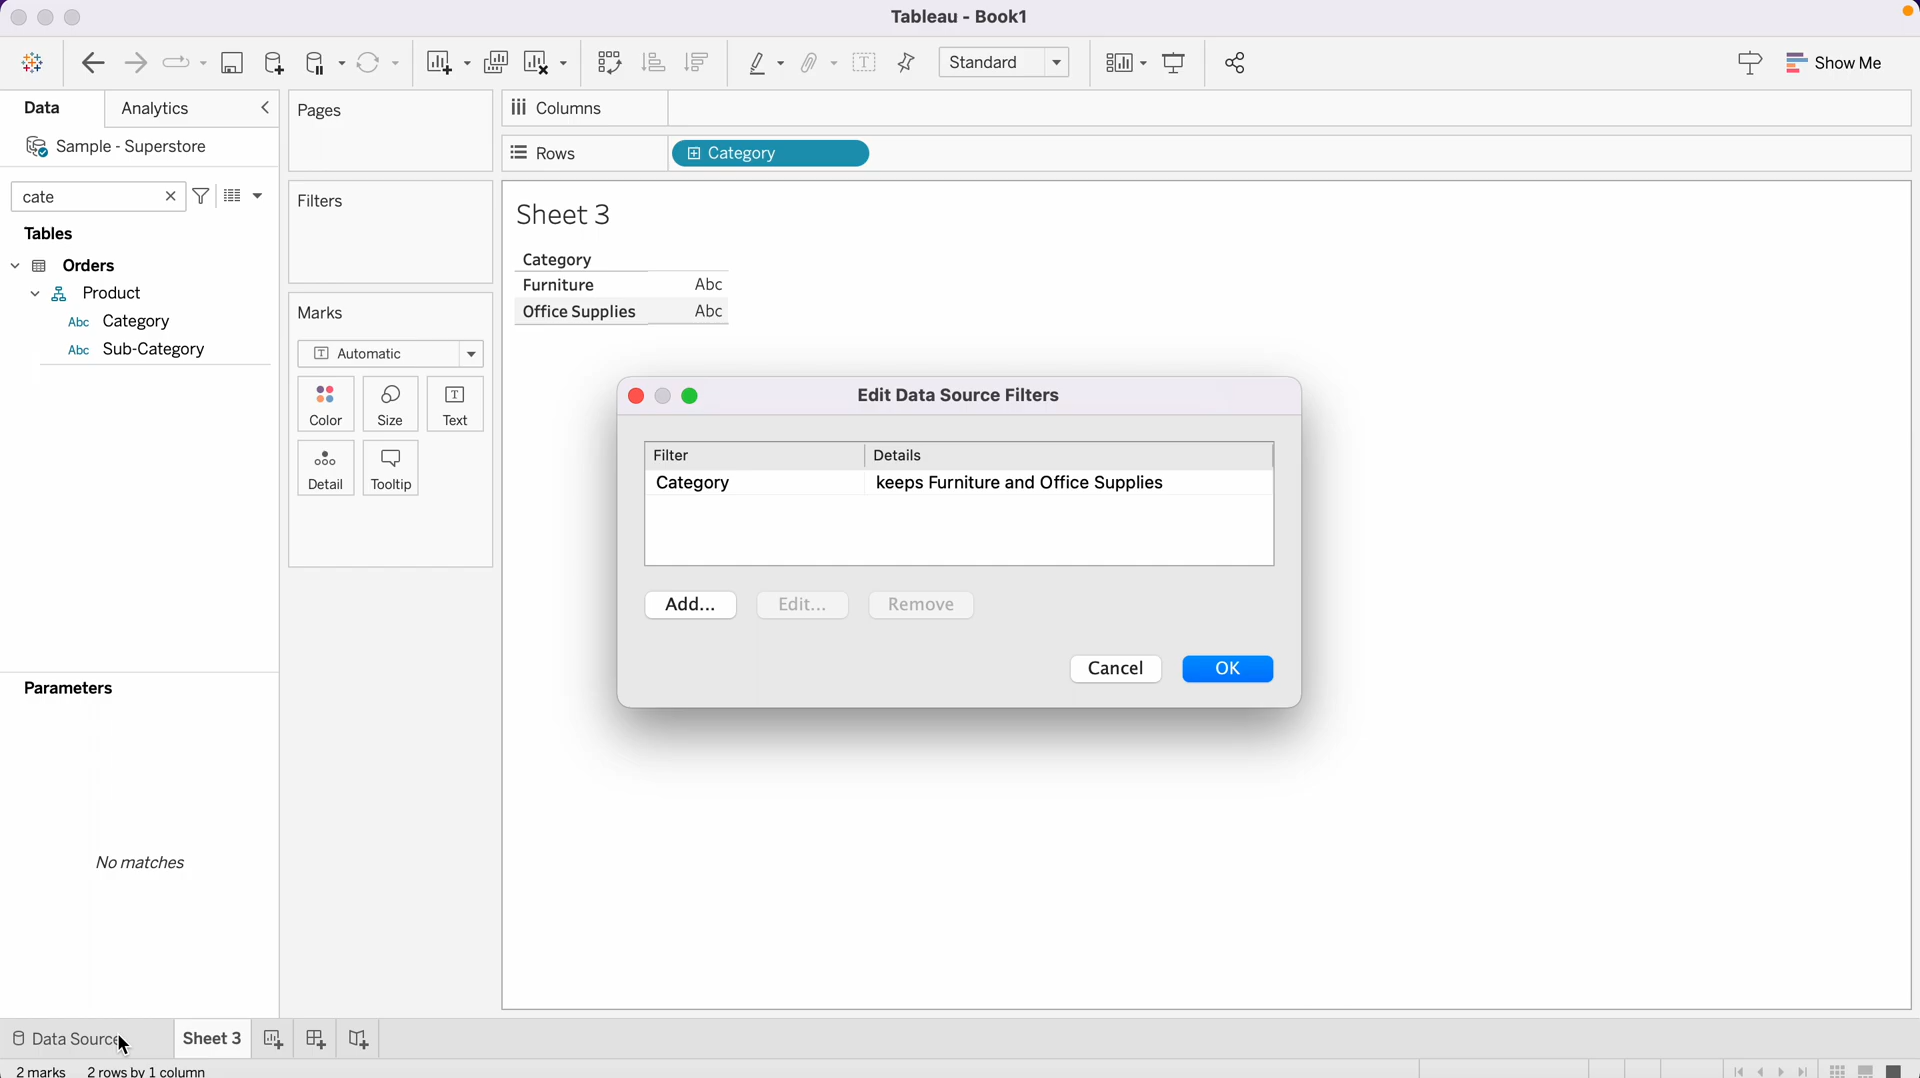 Tableau - Book1
Standard
Show Me
Data
Analytics
Pages
Columns
Sample - Superstore
Rows
Category
cate
Filters
Sheet 3
Tables
Category
Orders
Furniture Abc
Product
Office Supplies Abc
Abc Category
Marks
Abc Sub-Category
Automatic
Color
Size
Text
Detail
Tooltip
Edit Data Source Filters
Filter Details
Category keeps Furniture and Office Supplies
Add...
Edit...
Remove
Cancel
OK
Parameters
No matches
Data Source
Sheet 3
2 marks 2 rows by 1 column